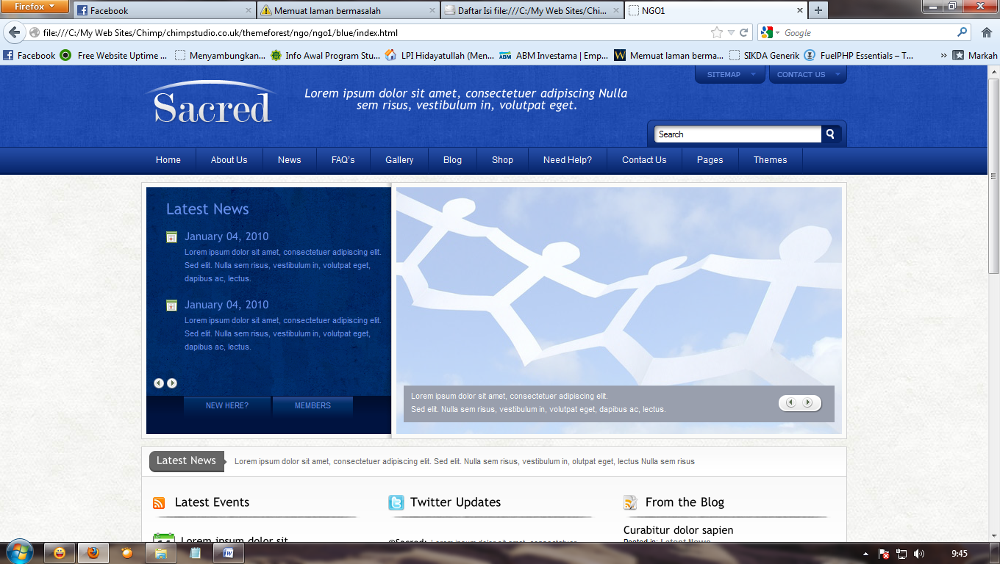 Firefox
Facebook
Memuat laman bermasalah
Daftar Isi file:///C:/My Web Sites/Chi...
NGO1
file:///C:/My Web Sites/Chimp/chimpstudio.co.uk/themeforest/ngo/ngo1/blue/index.html
Google
Facebook
Free Website Uptime ...
Menyambungkan...
Info Awal Program Stu...
LPI Hidayatullah (Men...
ABM Investama | Emp...
Memuat laman berma...
SIKDA Generik
FuelPHP Essentials – T...
»
Markah
SITEMAP
CONTACT US
Sacred
Lorem ipsum dolor sit amet, consectetuer adipiscing Nulla
sem risus, vestibulum in, volutpat eget.
Search
Home
About Us
News
FAQ's
Gallery
Blog
Shop
Need Help?
Contact Us
Pages
Themes
Latest News
January 04, 2010
Lorem ipsum dolor sit amet, consectetuer adipiscing elit.
Sed elit. Nulla sem risus, vestibulum in, volutpat eget,
dapibus ac, lectus.
January 04, 2010
Lorem ipsum dolor sit amet, consectetuer adipiscing elit.
Sed elit. Nulla sem risus, vestibulum in, volutpat eget,
dapibus ac, lectus.
NEW HERE?
MEMBERS
Lorem ipsum dolor sit amet, consectetuer adipiscing elit.
Sed elit. Nulla sem risus, vestibulum in, volutpat eget, dapibus ac, lectus.
Latest News
Lorem ipsum dolor sit amet, consectetuer adipiscing elit. Sed elit. Nulla sem risus, vestibulum in, olutpat eget, lectus Nulla sem risus
Latest Events
Twitter Updates
From the Blog
Lorem ipsum dolor sit
@Sacred: Lorem ipsum dolor sit amet, consectetuer
Curabitur dolor sapien
Posted in: Latest News
9:45